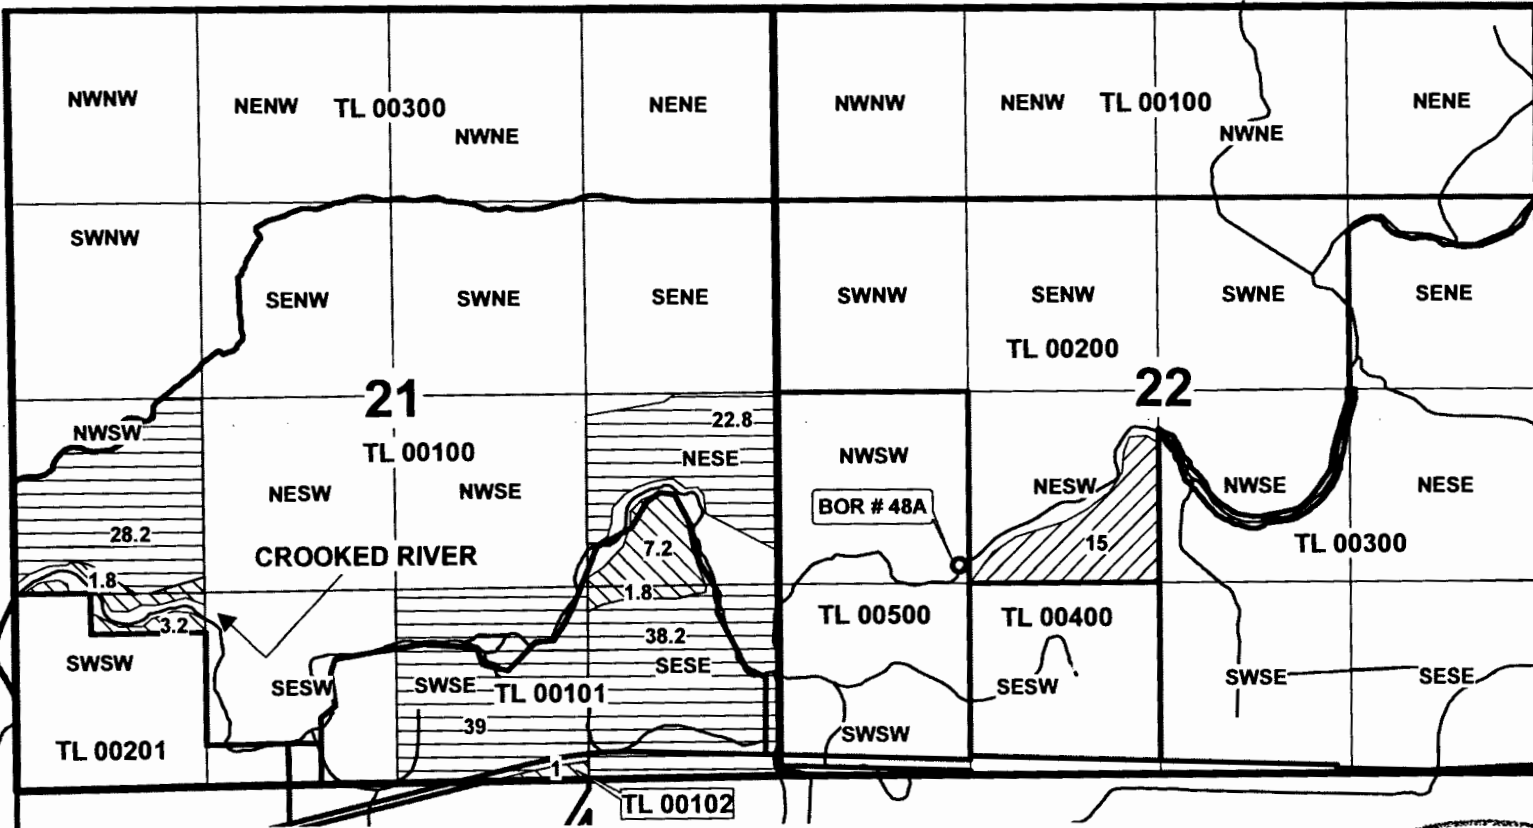 NWNW
NENW
TL 00300
NWNE
NENE
NWNW
NENW
TL 00100
NWNE
NENE
SWNW
SENW
SWNE
SENE
SWNW
SENW
SWNE
SENE
TL 00200
21
22
22.8
NWSW
TL 00100
NESE
NWSW
NESW
NWSE
NESW
NWSE
NESE
BOR # 48A
28.2
CROOKED RIVER
7.2
15
TL 00300
1.8
1.8
TL 00500
TL 00400
3.2
38.2
SWSW
SESE
SESW
SWSE
TL 00101
SESW
SWSE
SESE
39
SWSW
TL 00201
1
TL 00102